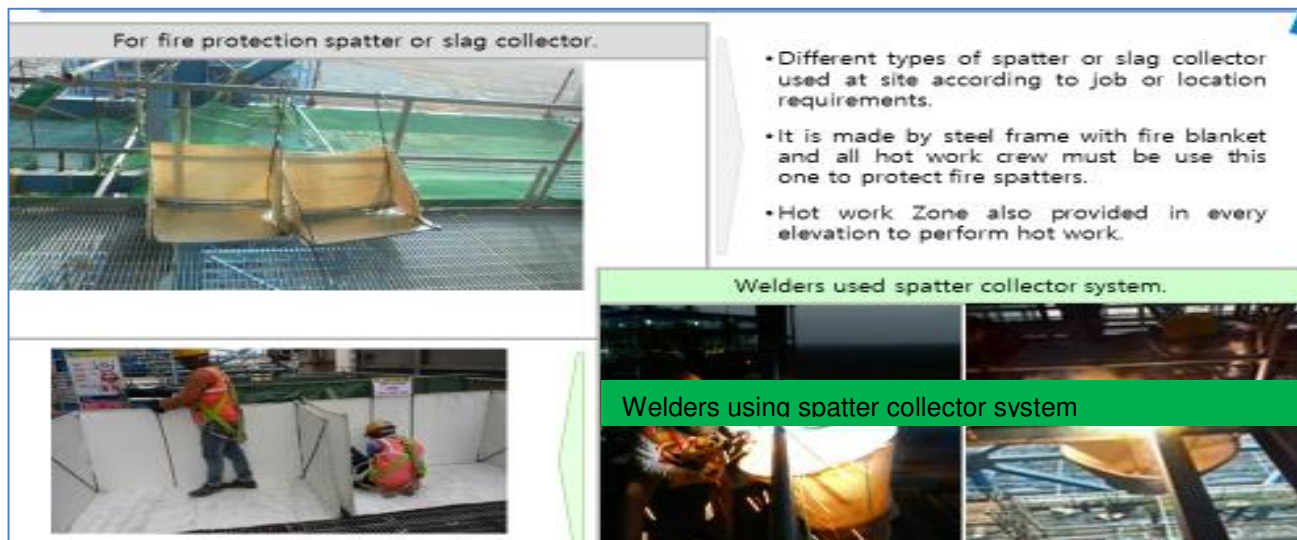 For fire protection spatter or slag collector.
• Different types of spatter or slag collector
used at site according to job or location
requirements.
• It is made by steel frame with fire blanket
and all hot work crew must be use this
one to protect fire spatters.
• Hot work Zone also provided in every
elevation to perform hot work.
Welders used spatter collector system.
Welders using spatter collector system